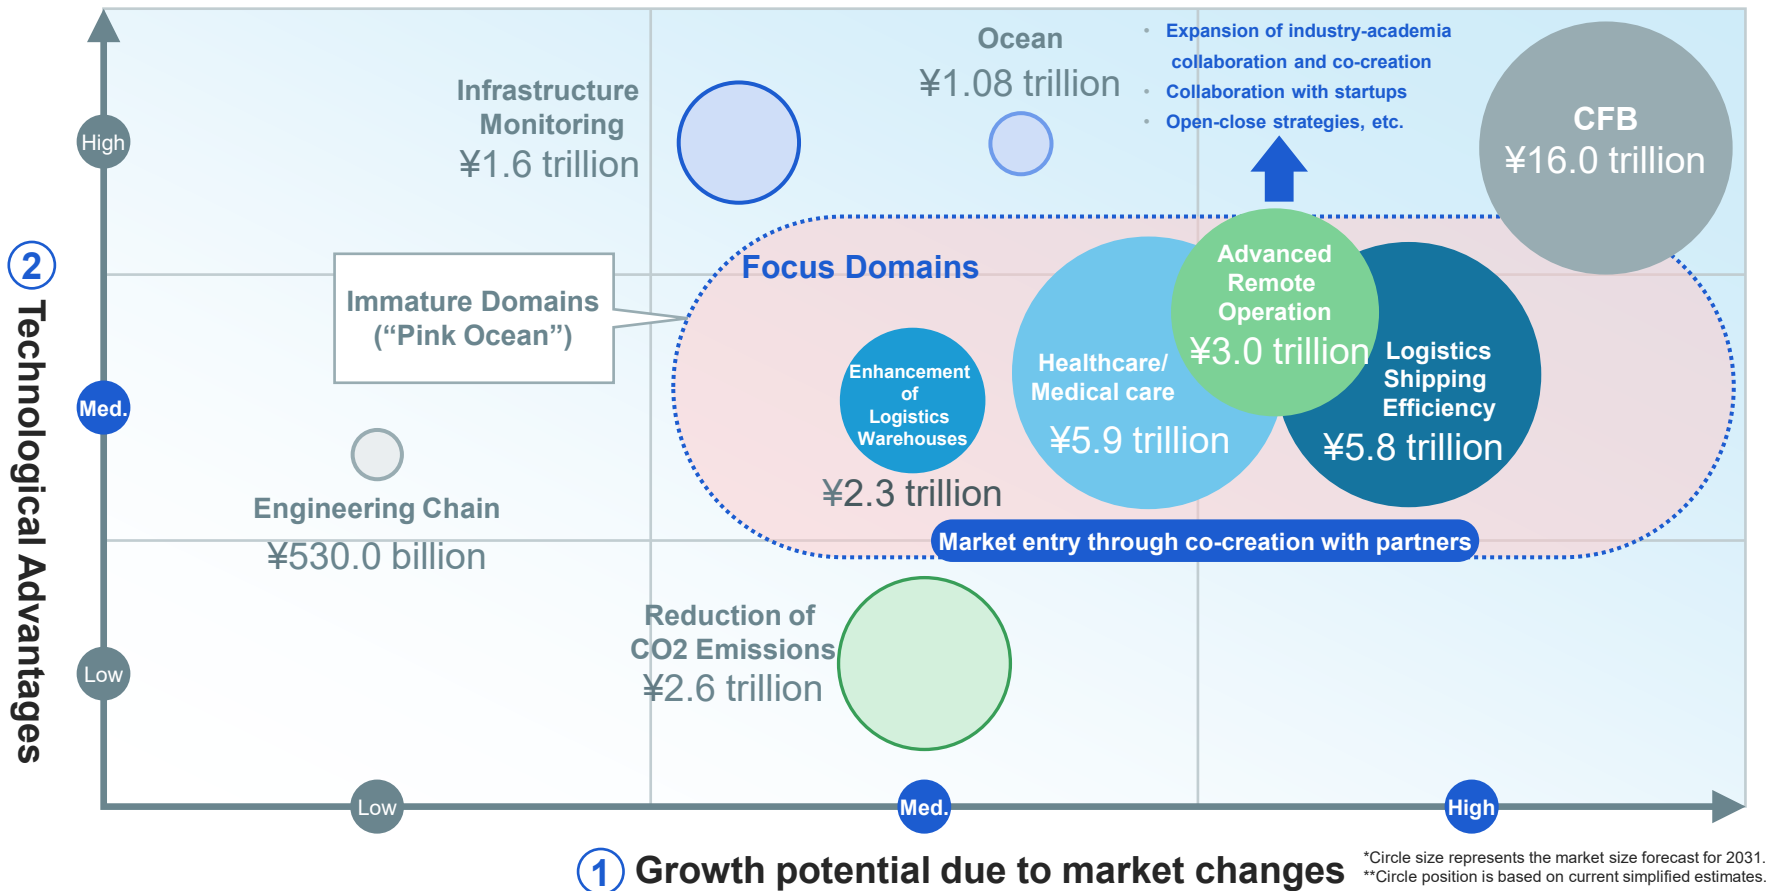 Ocean
¥1.08 trillion
• Expansion of industry-academia
collaboration and co-creation
• Collaboration with startups
• Open-close strategies, etc.
Infrastructure
Monitoring
¥1.6 trillion
CFB
¥16.0 trillion
High
② Technological Advantages
Focus Domains
Immature Domains
(“Pink Ocean”)
Advanced
Remote
Operation
¥3.0 trillion
Enhancement
of
Logistics
Warehouses
¥2.3 trillion
Healthcare/
Medical care
¥5.9 trillion
Logistics
Shipping
Efficiency
¥5.8 trillion
Med.
Engineering Chain
¥530.0 billion
Market entry through co-creation with partners
Reduction of
CO2 Emissions
¥2.6 trillion
Low
Low
Med.
High
① Growth potential due to market changes
*Circle size represents the market size forecast for 2031.
**Circle position is based on current simplified estimates.